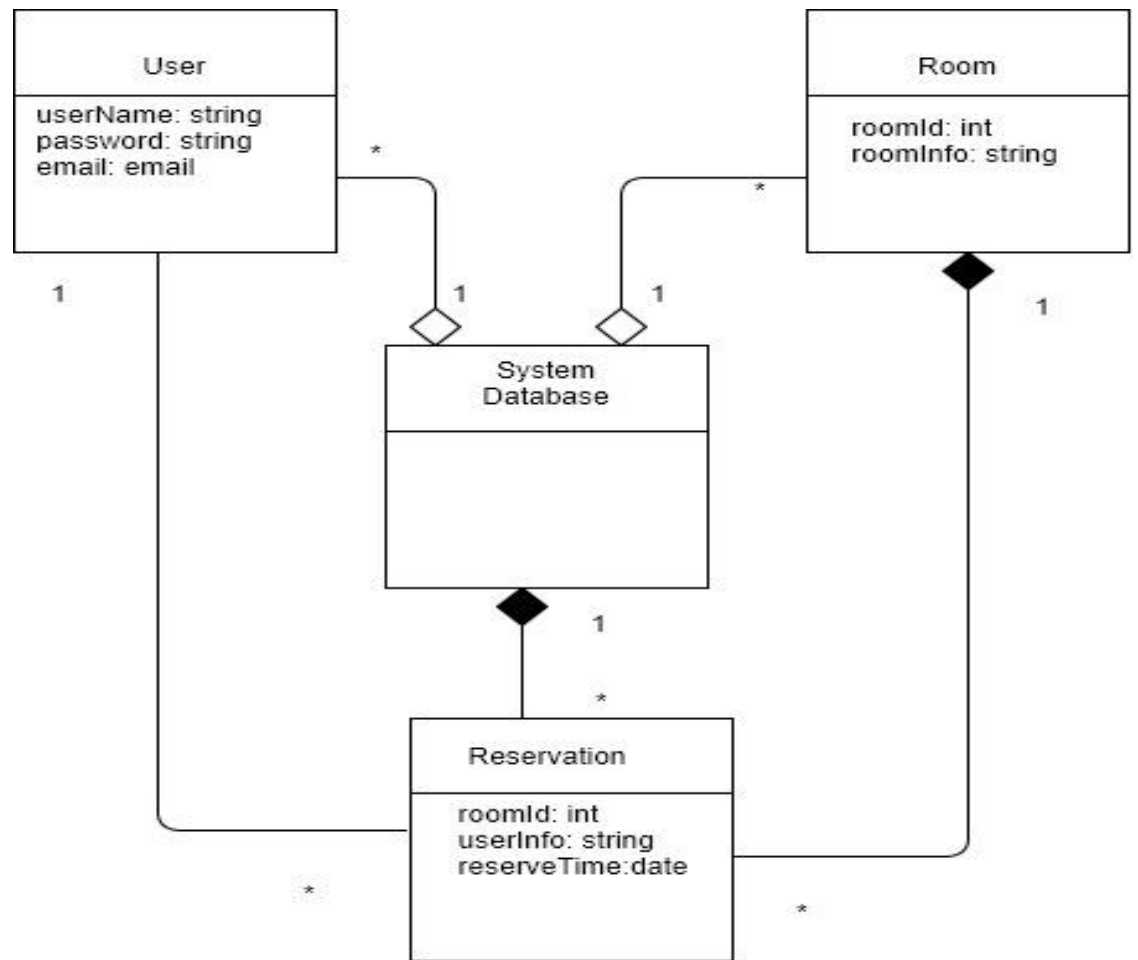 User
userName: string
password: string
email: email
Room
roomId: int
roomInfo: string
*
*
1
1
1
1
System
Database
1
*
Reservation
roomId: int
userInfo: string
reserveTime:date
*
*